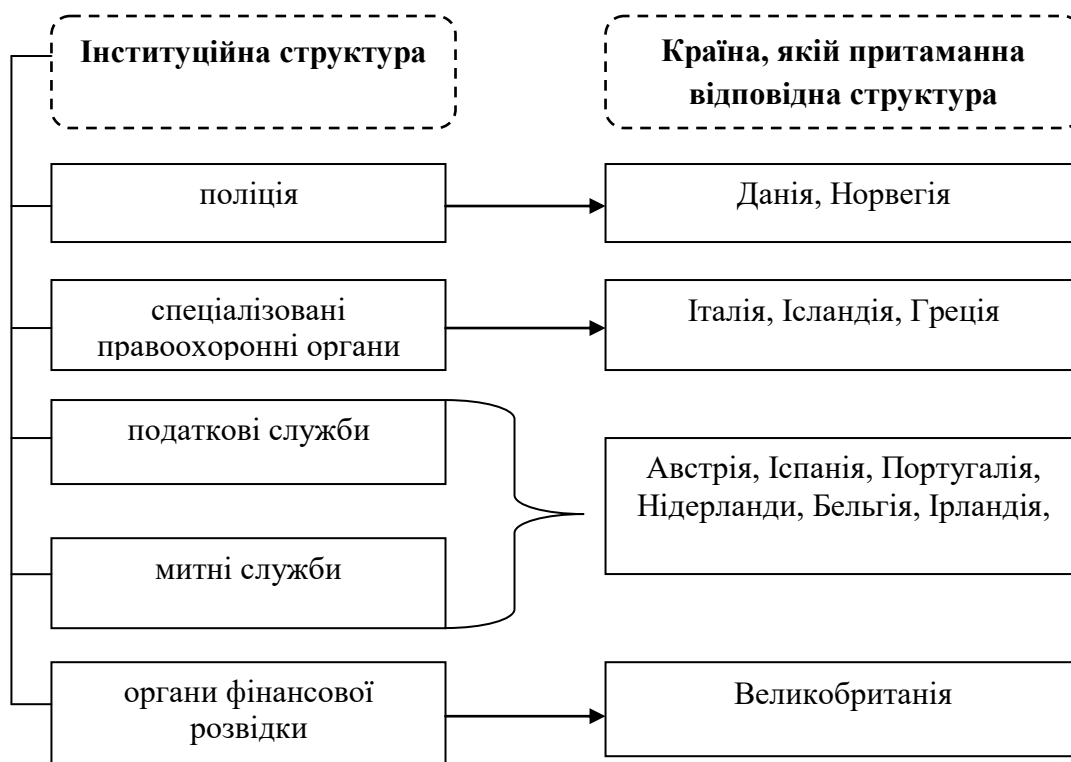 Інституційна структура
Країна, якій притаманна
відповідна структура
поліція
Данія, Норвегія
спеціалізовані
правоохоронні органи
Італія, Ісландія, Греція
податкові служби
митні служби
Австрія, Іспанія, Португалія,
Нідерланди, Бельгія, Ірландія,
органи фінансової
розвідки
Великобританія